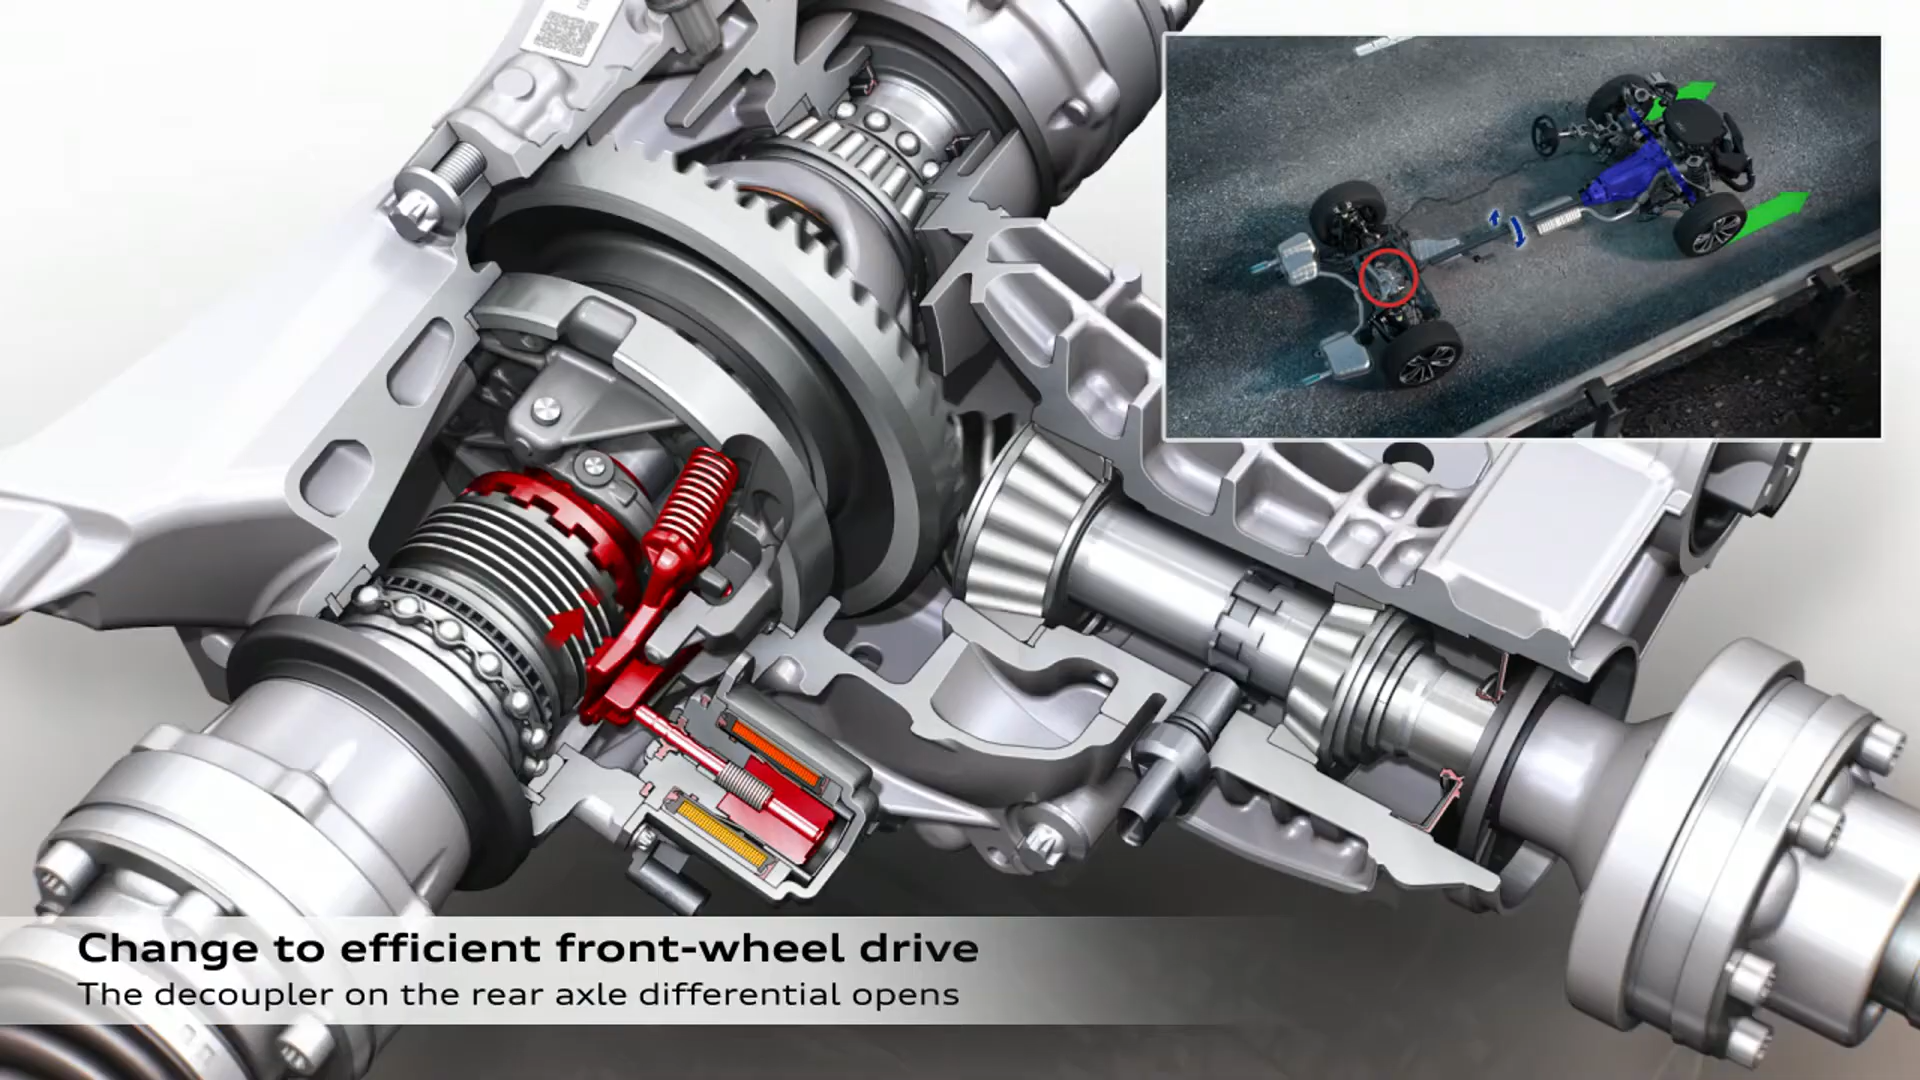 Change to efficient front-wheel drive
The decoupler on the rear axle differential opens